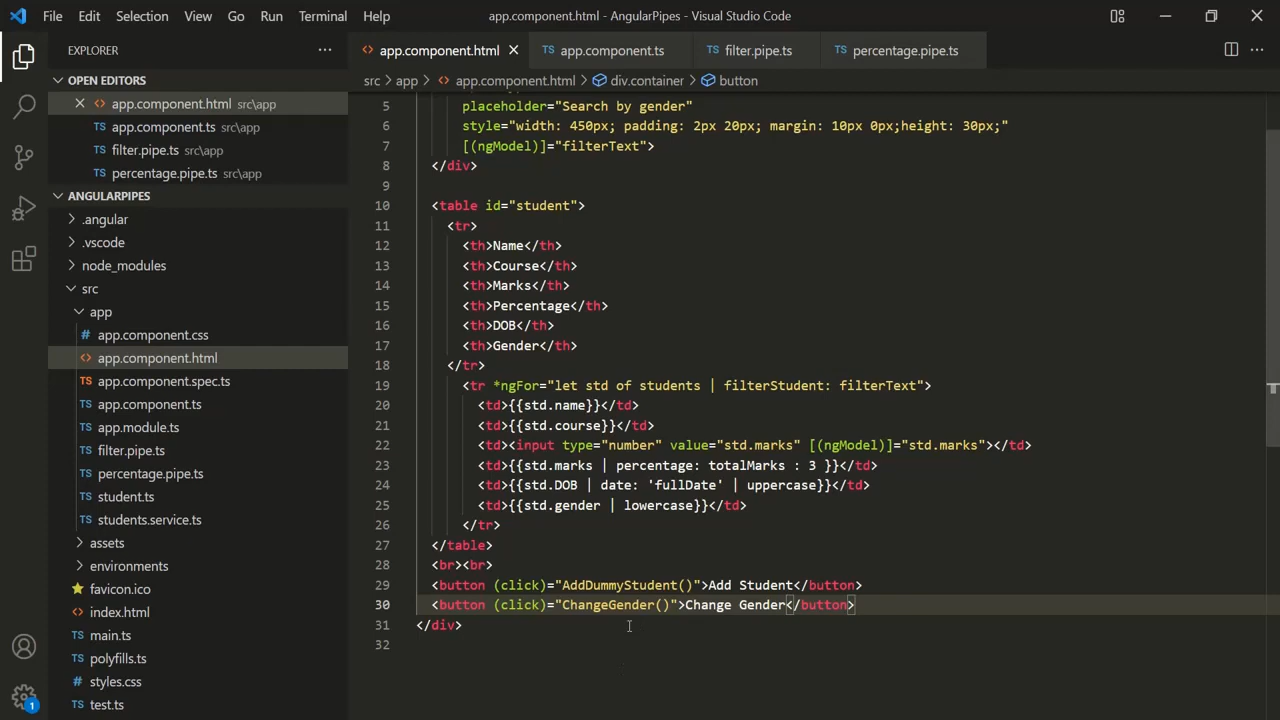 File Edit Selection View Go Run Terminal Help
app.component.html - AngularPipes - Visual Studio Code
EXPLORER
OPEN EDITORS
app.component.html src\app
app.component.ts src\app
filter.pipe.ts src\app
percentage.pipe.ts src\app
ANGULARPIPES
.angular
.vscode
node_modules
src
app
app.component.css
app.component.html
app.component.spec.ts
app.component.ts
app.module.ts
filter.pipe.ts
percentage.pipe.ts
student.ts
students.service.ts
assets
environments
favicon.ico
index.html
main.ts
polyfills.ts
styles.css
test.ts
1
app.component.html app.component.ts filter.pipe.ts percentage.pipe.ts
src > app > app.component.html > div.container > button
5 placeholder="Search by gender"
6 style="width: 450px; padding: 2px 20px; margin: 10px 0px;height: 30px;"
7 [(ngModel)]="filterText">
8 </div>
9
10 <table id="student">
11 <tr>
12 <th>Name</th>
13 <th>Course</th>
14 <th>Marks</th>
15 <th>Percentage</th>
16 <th>DOB</th>
17 <th>Gender</th>
18 </tr>
19 <tr *ngFor="let std of students | filterStudent: filterText">
20 <td>{{std.name}}</td>
21 <td>{{std.course}}</td>
22 <td><input type="number" value="std.marks" [(ngModel)]="std.marks"></td>
23 <td>{{std.marks | percentage: totalMarks : 3 }}</td>
24 <td>{{std.DOB | date: 'fullDate' | uppercase}}</td>
25 <td>{{std.gender | lowercase}}</td>
26 </tr>
27 </table>
28 <br><br>
29 <button (click)="AddDummyStudent()">Add Student</button>
30 <button (click)="ChangeGender()">Change Gender</button>
31 </div>
32